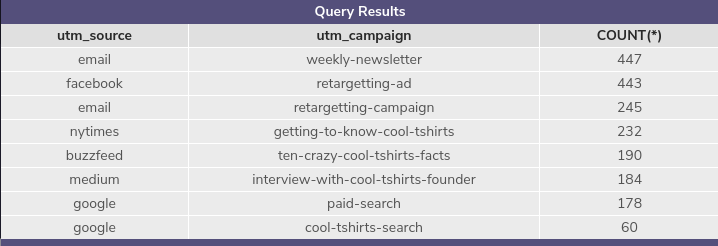 Query Results
utm_source utm_campaign COUNT(*)
email weekly-newsletter 447
facebook retargetting-ad 443
email retargetting-campaign 245
nytimes getting-to-know-cool-tshirts 232
buzzfeed ten-crazy-cool-tshirts-facts 190
medium interview-with-cool-tshirts-founder 184
google paid-search 178
google cool-tshirts-search 60